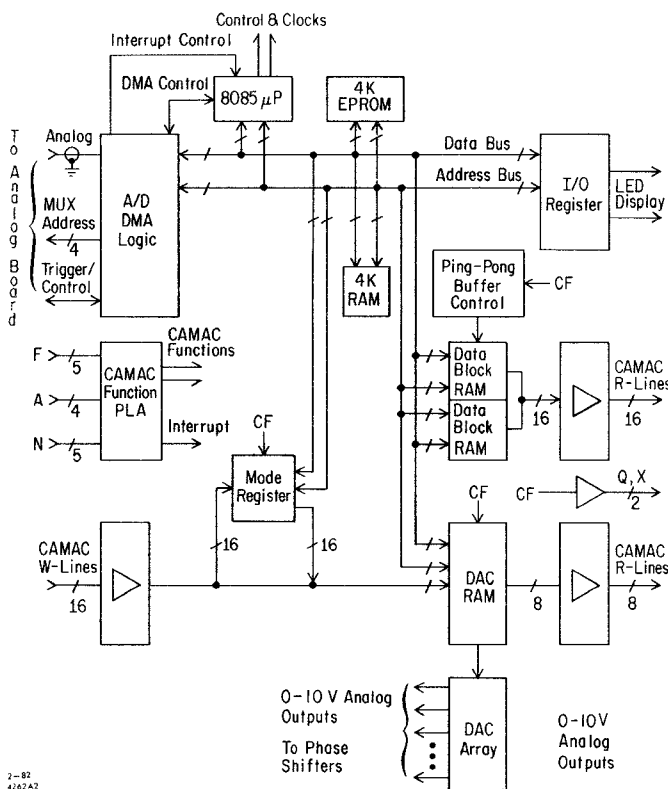 Control & Clocks
Interrupt Control
DMA Control
8085 μP
4K
EPROM
To Analog Board
Analog
MUX
Address
4
Trigger/
Control
A/D
DMA
Logic
Data Bus
Address Bus
I/O
Register
LED
Display
4K
RAM
Ping-Pong
Buffer
Control
CF
F
5
A
4
N
5
CAMAC
Function
PLA
CAMAC
Functions
Interrupt
CF
Mode
Register
16
16
Data
Block
RAM
Data
Block
RAM
16
CAMAC
R-Lines
16
CF
Q, X
2
CAMAC
W-Lines
16
CF
DAC
RAM
8
CAMAC
R-Lines
8
0-10 V Analog
Outputs
To Phase
Shifters
DAC
Array
0-10V
Analog
Outputs
2-82
4262A2